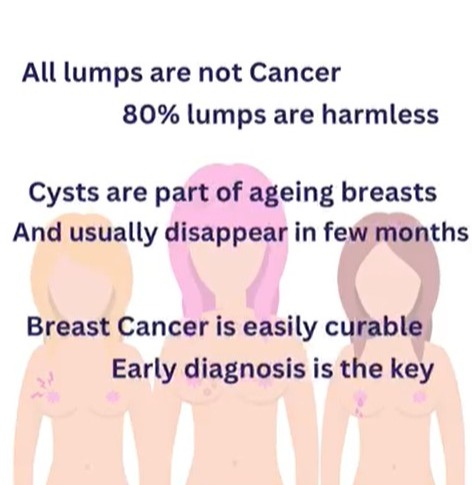 All lumps are not Cancer
80% lumps are harmless
Cysts are part of ageing breasts
And usually disappear in few months
Breast Cancer is easily curable
Early diagnosis is the key